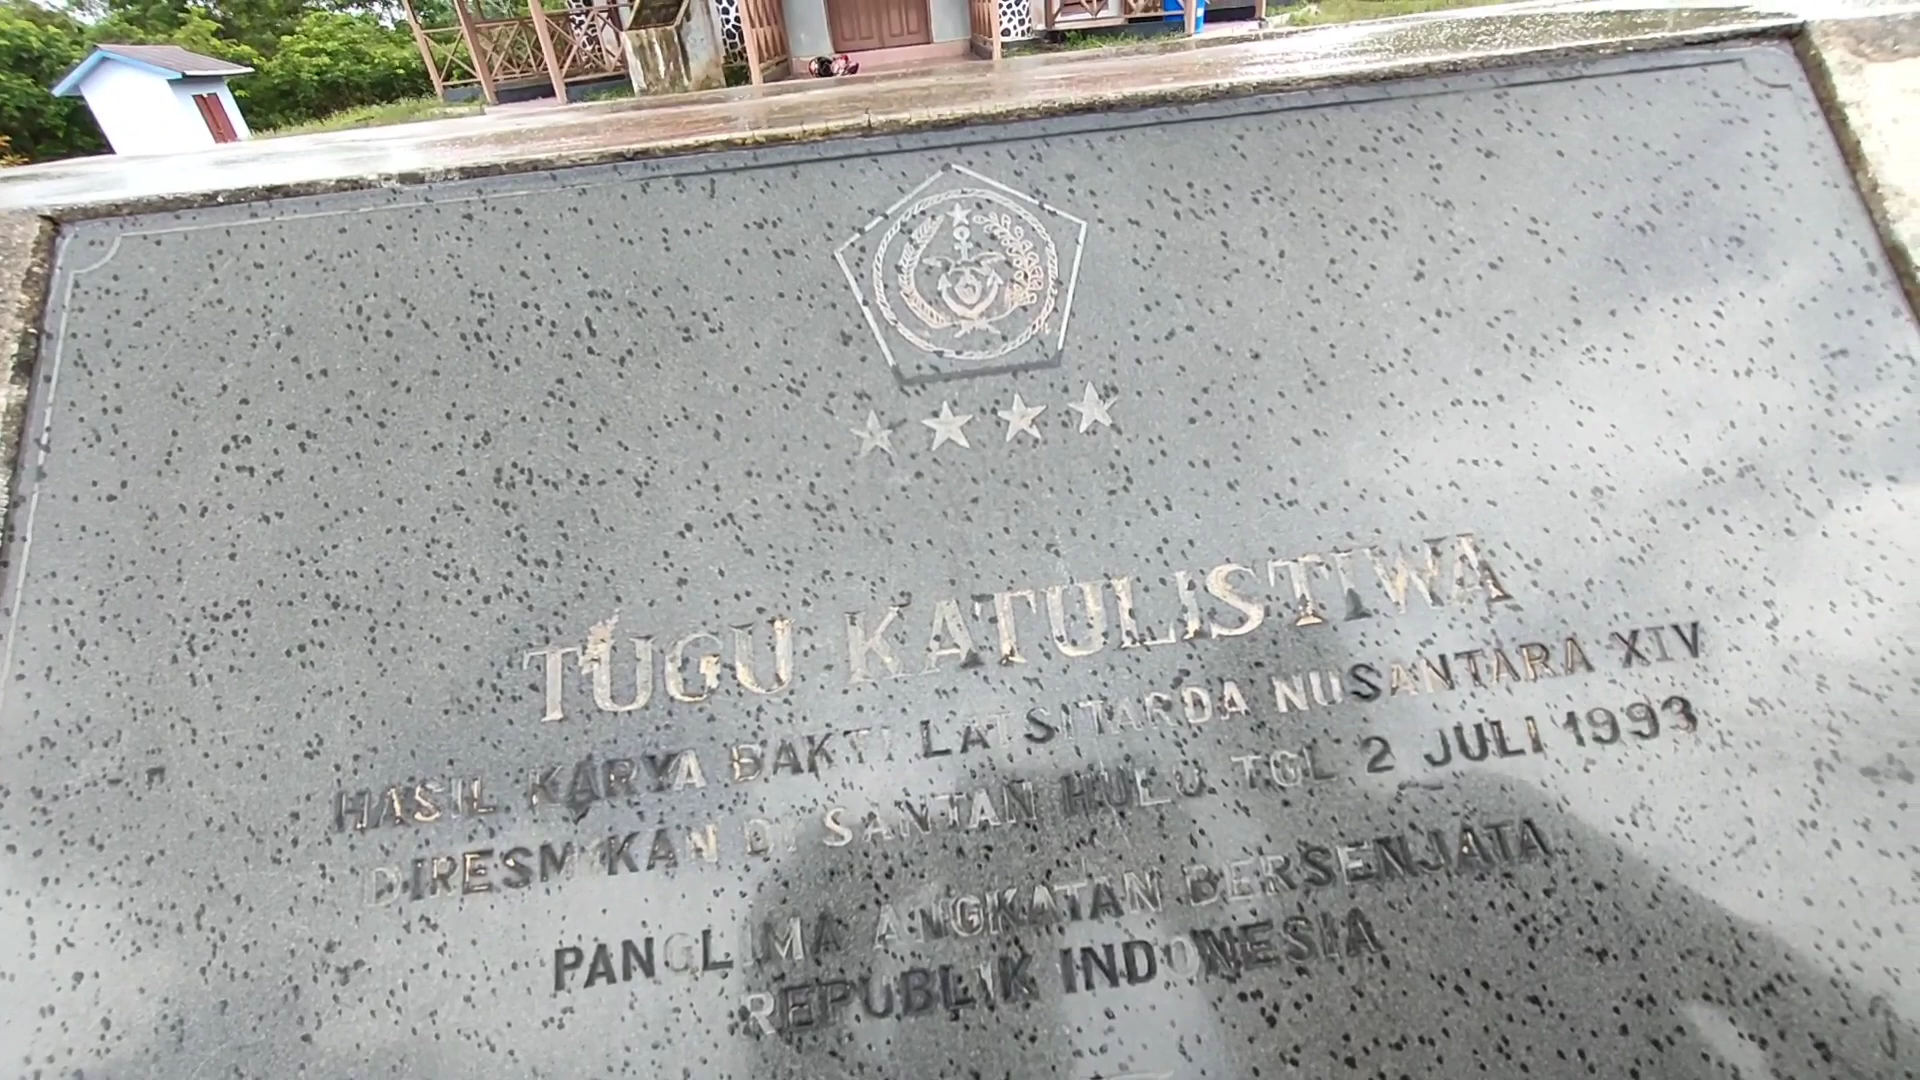 TUGU KATULISTIWA
HASIL KARYA BAKTI LATSITARDA NUSANTARA XIV
DIRESMIKAN DI SANTAN HULU TGL 2 JULI 1993
PANGLIMA ANGKATAN BERSENJATA
REPUBLIK INDONESIA